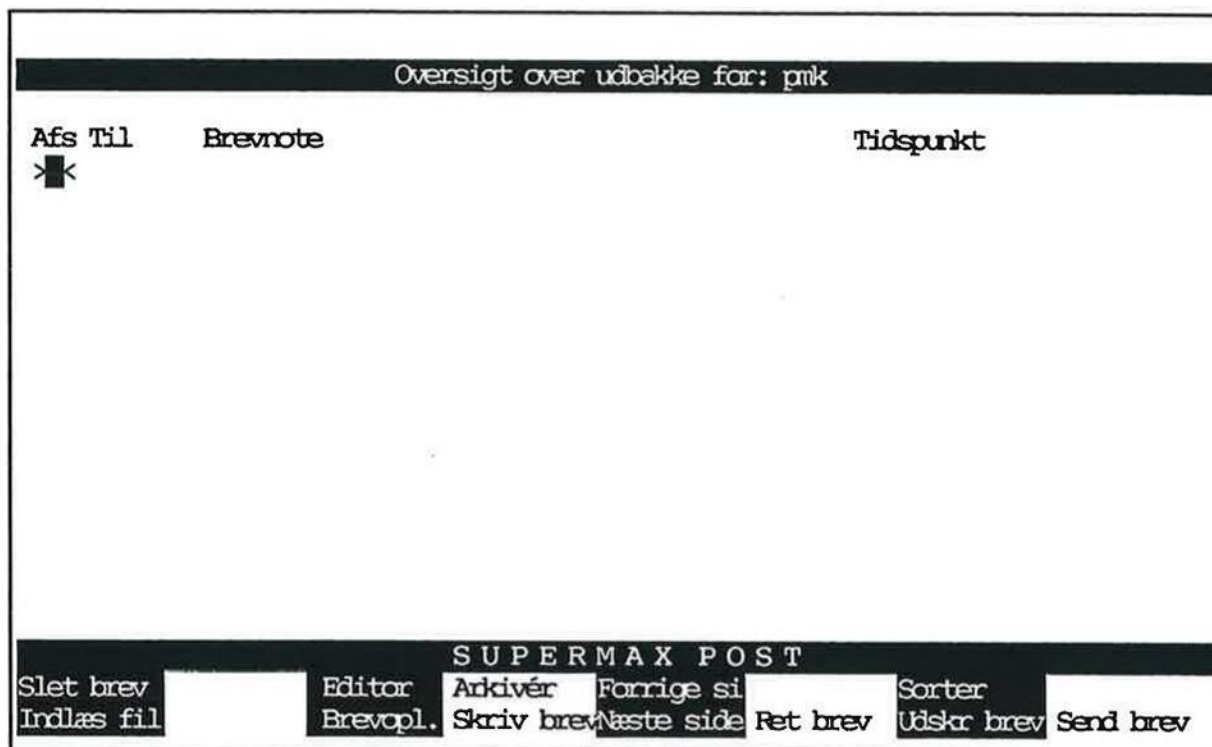 Oversigt over udbakke for: pmk
Afs Til Brevnote Tidspunkt
> <
SUPERMAX POST
Slet brev Editor Arkivér Forrige si Sorter
Indlæs fil Brevopl. Skriv brev Næste side Ret brev Udskr brev Send brev